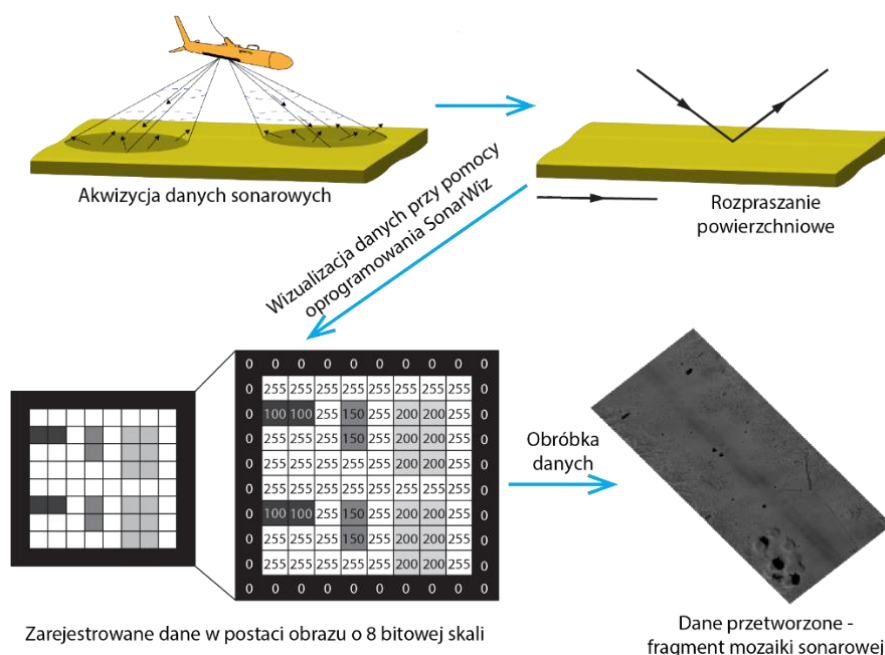 Akwizycja danych sonarowych
Rozpraszanie
powierzchniowe
Wizualizacja danych przy pomocy
oprogramowania SonarWiz
0 0 0 0 0 0 0 0 0 0
0 255 255 255 255 255 255 255 255 0
0 100 100 255 150 255 200 200 255 0
0 255 255 255 150 255 200 200 255 0
0 255 255 255 255 255 200 200 255 0
0 255 255 255 255 255 255 255 255 0
0 100 100 255 150 255 200 200 255 0
0 255 255 255 150 255 200 200 255 0
0 255 255 255 255 255 200 200 255 0
0 0 0 0 0 0 0 0 0 0
Obróbka
danych
Zarejestrowane dane w postaci obrazu o 8 bitowej skali
Dane przetworzone -
fragment mozaiki sonarowej